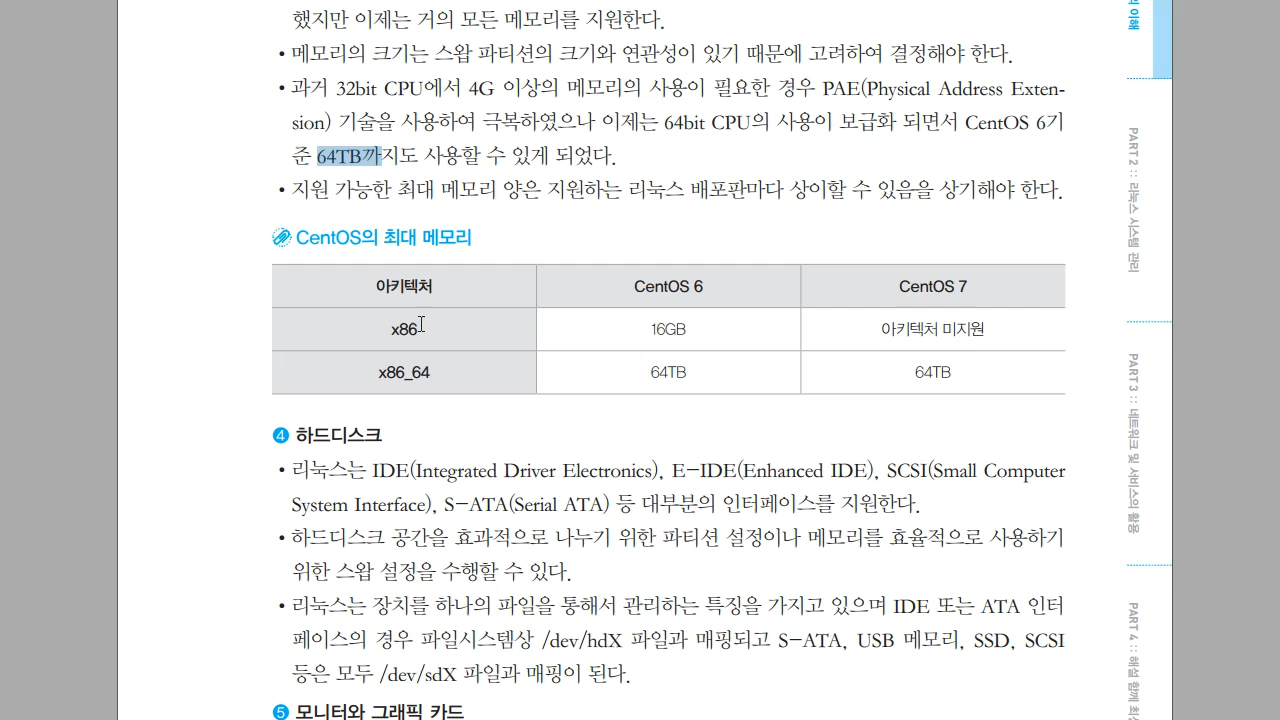 했지만 이제는 거의 모든 메모리를 지원한다.
• 메모리의 크기는 스왑 파티션의 크기와 연관성이 있기 때문에 고려하여 결정해야 한다.
• 과거 32bit CPU에서 4G 이상의 메모리의 사용이 필요한 경우 PAE(Physical Address Exten-
sion) 기술을 사용하여 극복하였으나 이제는 64bit CPU의 사용이 보급화 되면서 CentOS 6기
준 64TB까지도 사용할 수 있게 되었다.
• 지원 가능한 최대 메모리 양은 지원하는 리눅스 배포판마다 상이할 수 있음을 상기해야 한다.
CentOS의 최대 메모리
아키텍처 CentOS 6 CentOS 7
x86 16GB 아키텍처 미지원
x86_64 64TB 64TB
4 하드디스크
• 리눅스는 IDE(Integrated Driver Electronics), E-IDE(Enhanced IDE), SCSI(Small Computer
System Interface), S-ATA(Serial ATA) 등 대부분의 인터페이스를 지원한다.
• 하드디스크 공간을 효과적으로 나누기 위한 파티션 설정이나 메모리를 효율적으로 사용하기
위한 스왑 설정을 수행할 수 있다.
• 리눅스는 장치를 하나의 파일을 통해서 관리하는 특징을 가지고 있으며 IDE 또는 ATA 인터
페이스의 경우 파일시스템상 /dev/hdX 파일과 매핑되고 S-ATA, USB 메모리, SSD, SCSI
등은 모두 /dev/sdX 파일과 매핑이 된다.
5 모니터와 그래픽 카드
의 이해
PART 2 :: 리눅스 시스템 관리
PART 3 :: 네트워크 및 서비스의 활용
PART 4 :: 해설 함께